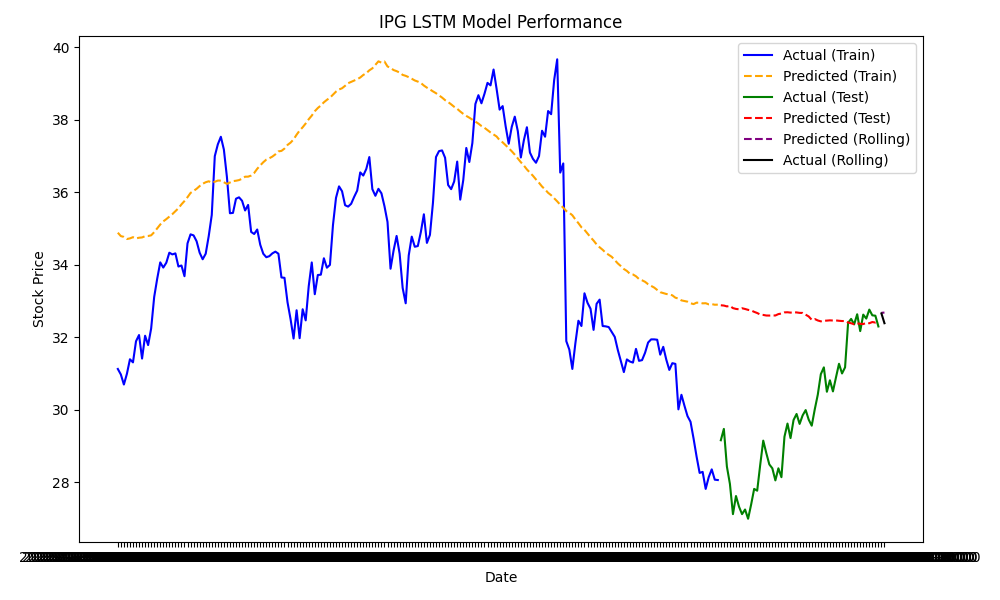 IPG LSTM Model Performance
Stock Price
40
38
36
34
32
30
28
Actual (Train)
Predicted (Train)
Actual (Test)
Predicted (Test)
Predicted (Rolling)
Actual (Rolling)
Date